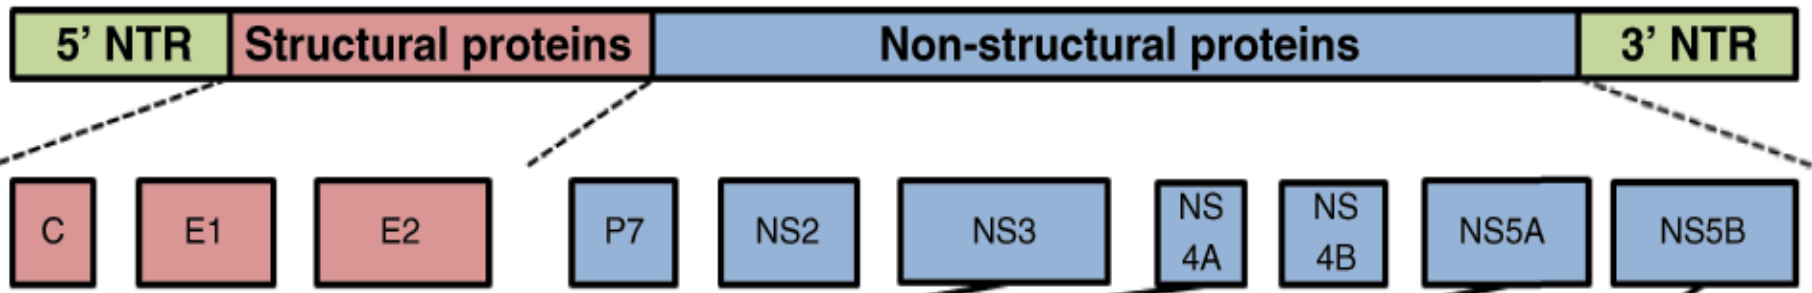 5’ NTR Structural proteins Non-structural proteins 3’ NTR
C E1 E2 P7 NS2 NS3 NS 4A NS 4B NS5A NS5B